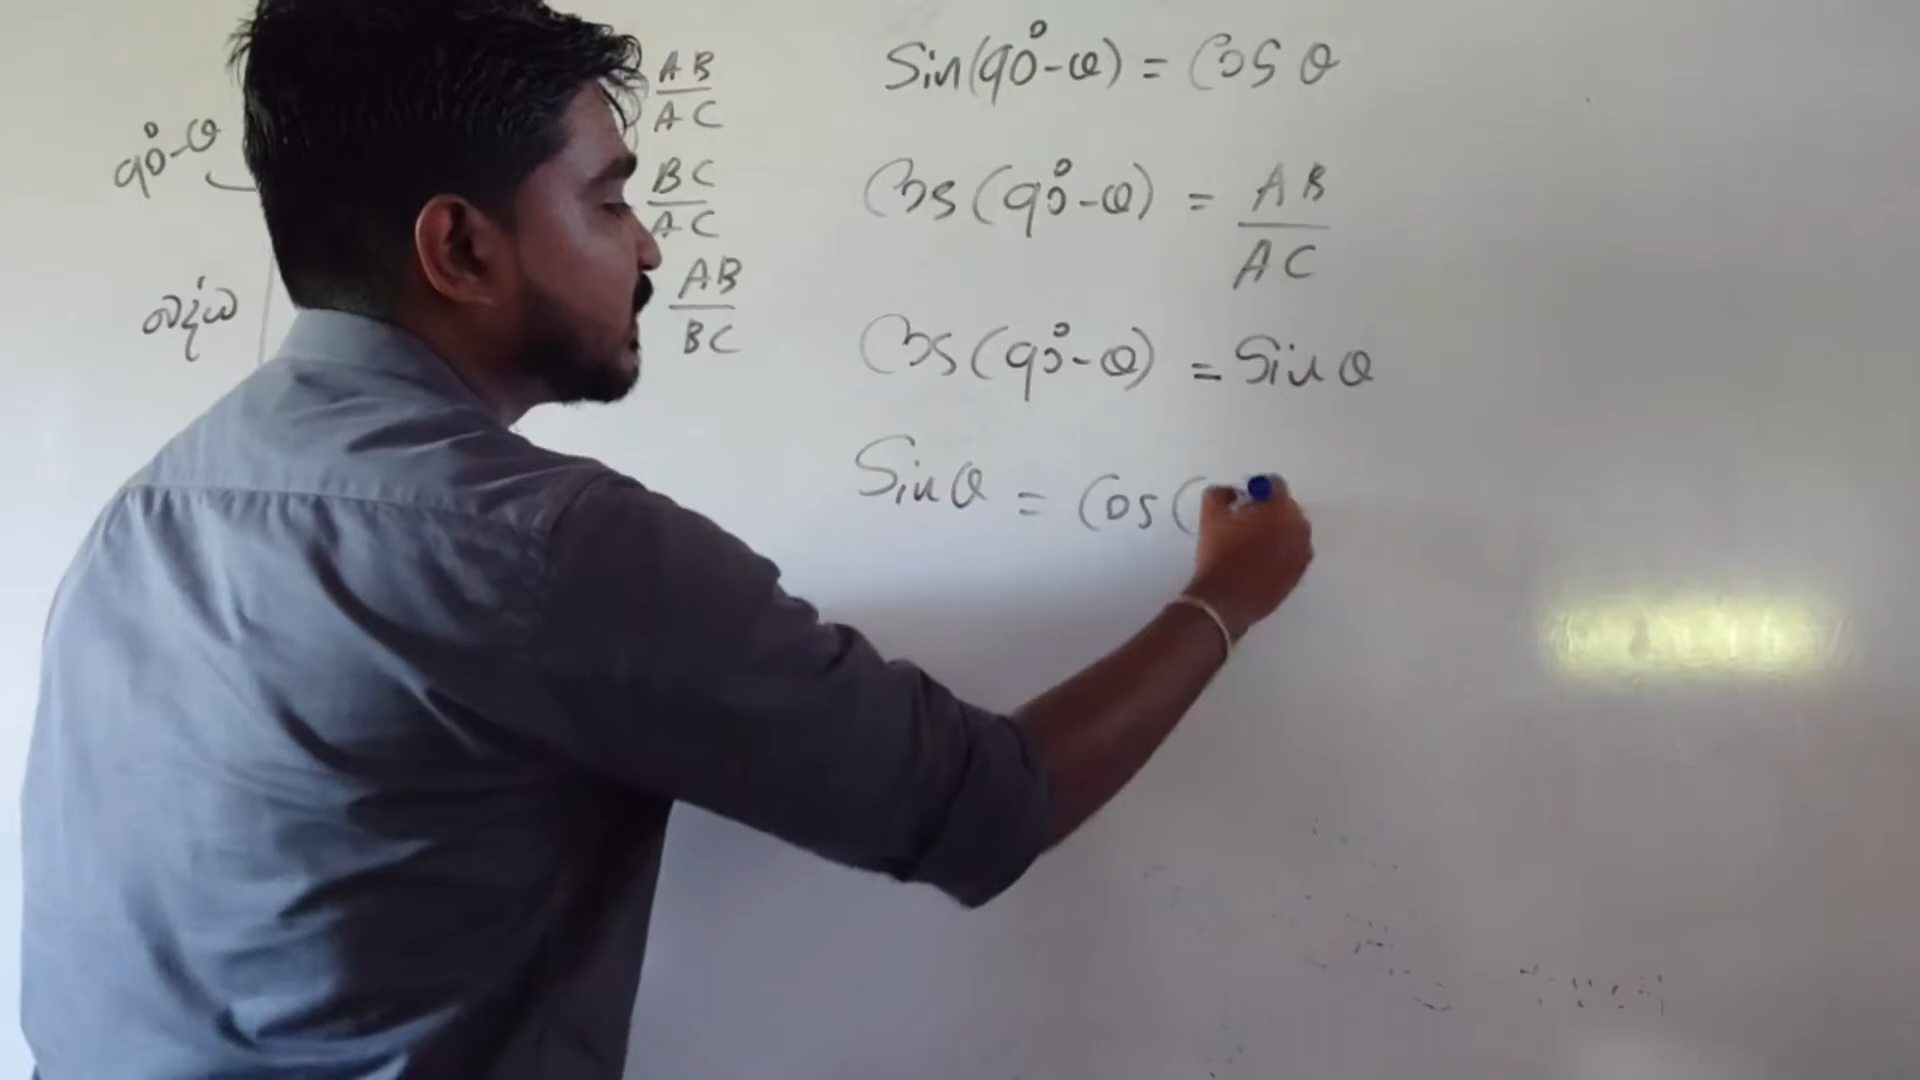 90°-θ
AB
AC
BC
AC
AB
BC
Sin(90°-θ) = Cos θ
Cos(90°-θ) = AB
AC
Cos(90°-θ) = Sin θ
Sin θ = Cos(